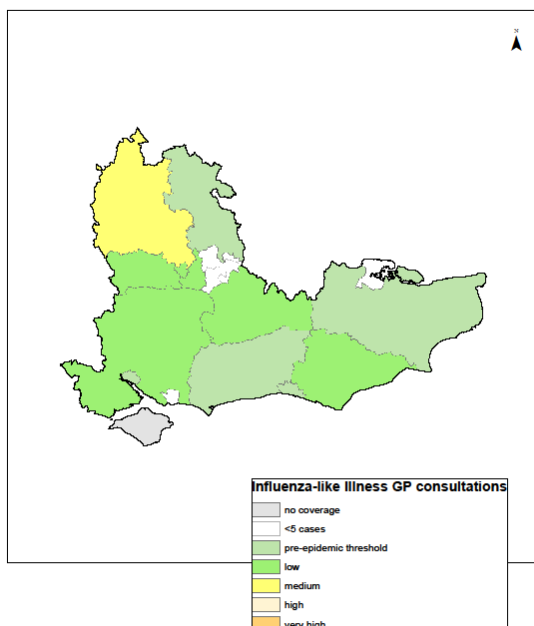 N
Influenza-like Illness GP consultations
no coverage
<5 cases
pre-epidemic threshold
low
medium
high
very high